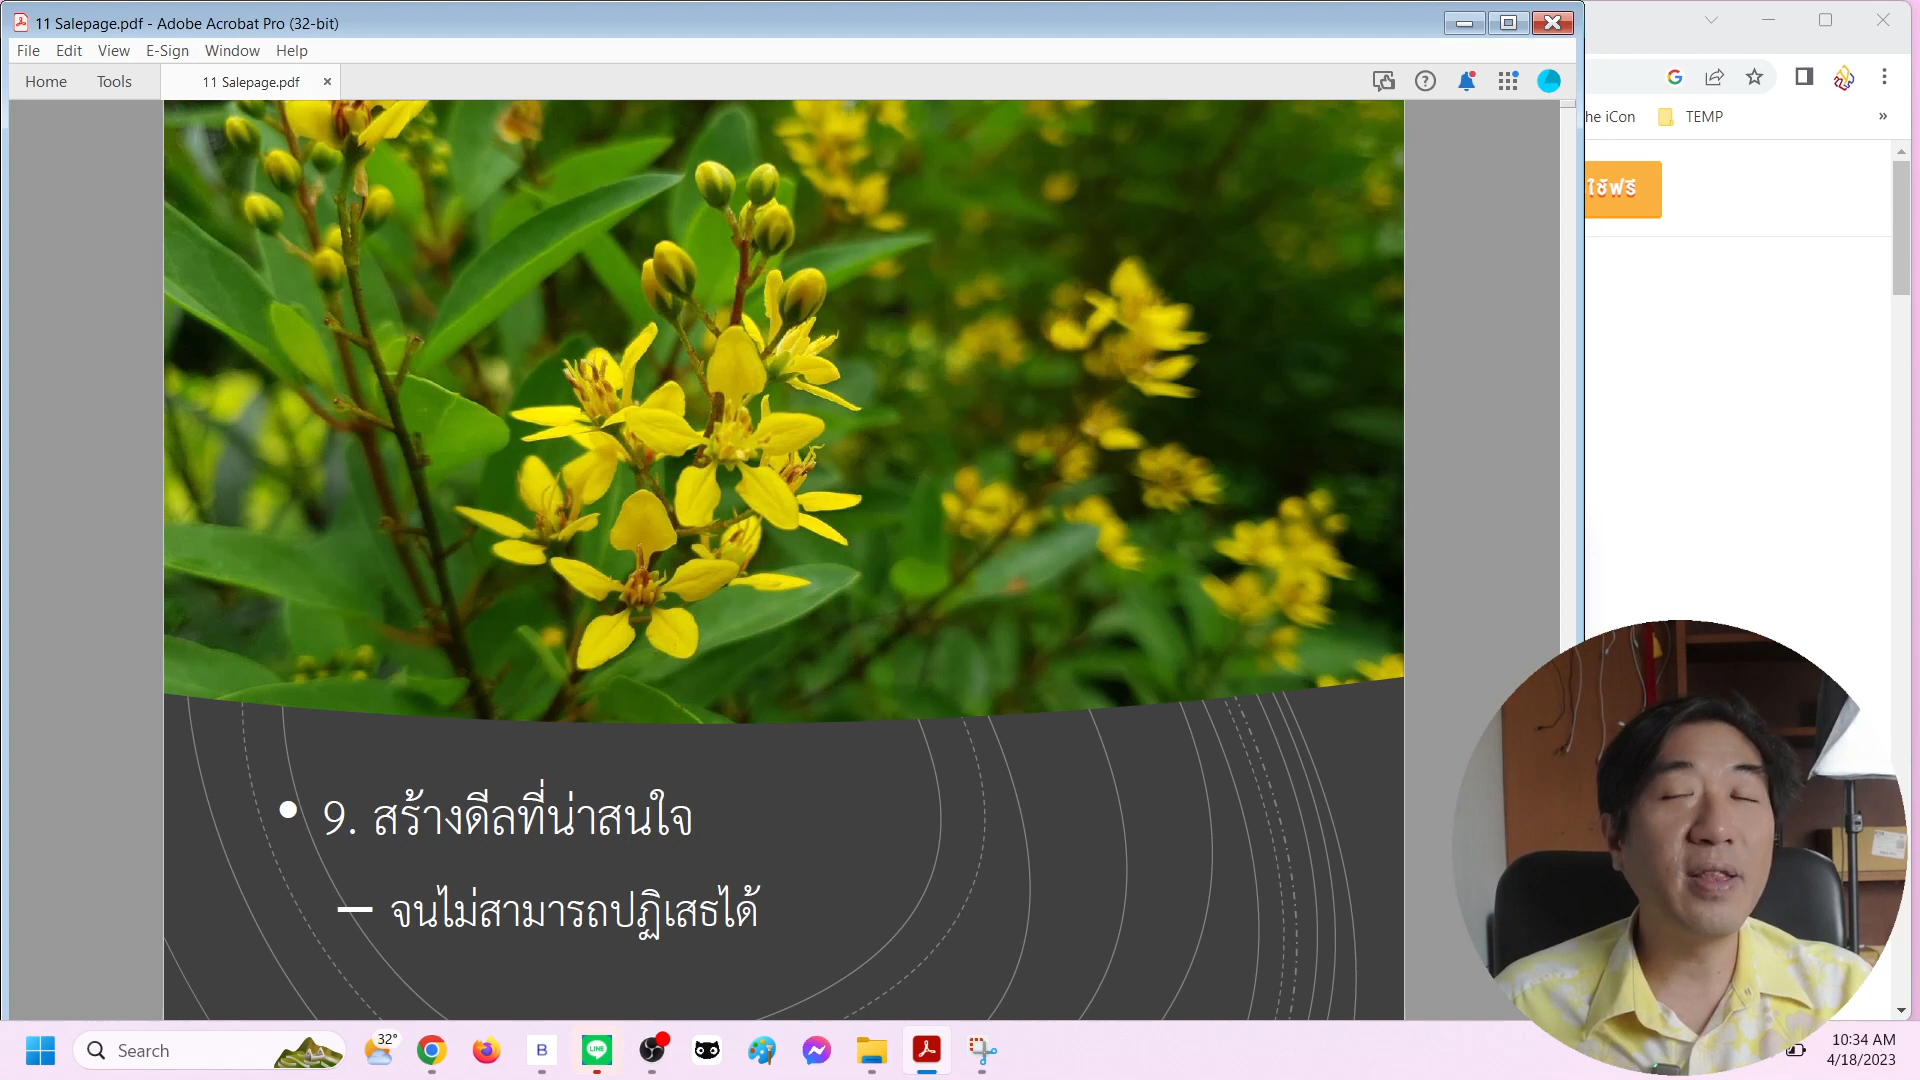 11 Salepage.pdf - Adobe Acrobat Pro (32-bit)
File Edit View E-Sign Window Help
Home Tools 11 Salepage.pdf ×
he iCon TEMP »
ใช้ฟรี
• 9. สร้างดีลที่น่าสนใจ
– จนไม่สามารถปฏิเสธได้
Search
32°
B
LINE
10:34 AM
4/18/2023